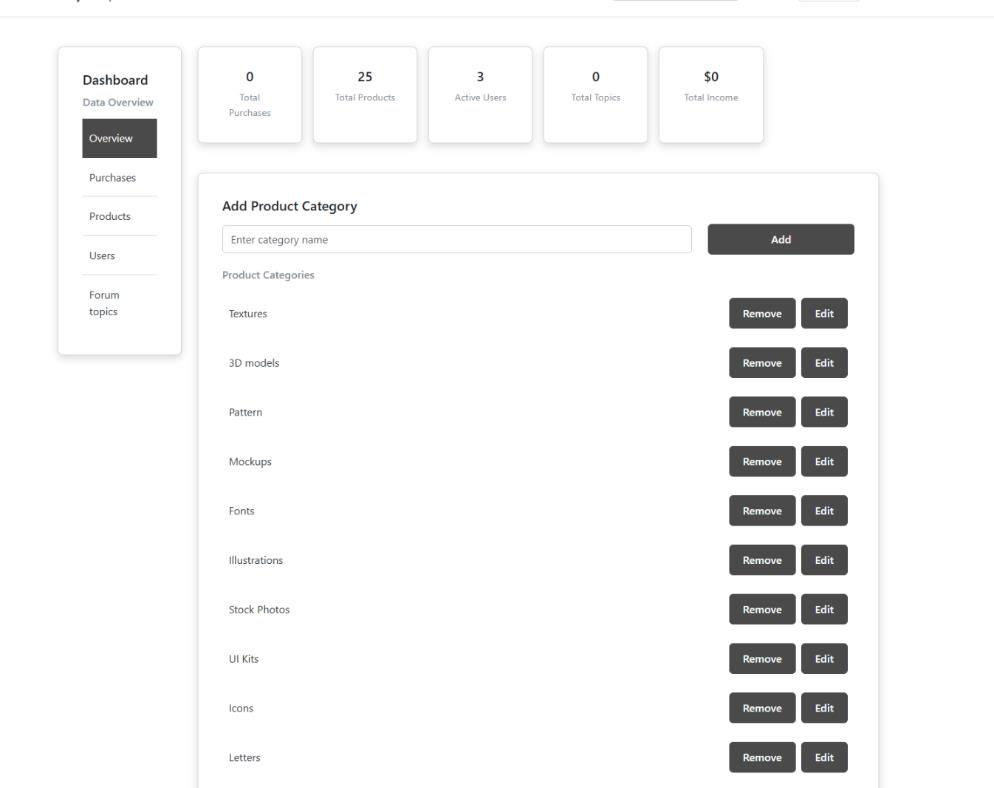 Dashboard
Data Overview
Overview
Purchases
Products
Users
Forum
topics
0
Total
Purchases
25
Total Products
3
Active Users
0
Total Topics
$0
Total Income
Add Product Category
Enter category name
Add
Product Categories
Textures
Remove Edit
3D models
Remove Edit
Pattern
Remove Edit
Mockups
Remove Edit
Fonts
Remove Edit
Illustrations
Remove Edit
Stock Photos
Remove Edit
UI Kits
Remove Edit
Icons
Remove Edit
Letters
Remove Edit